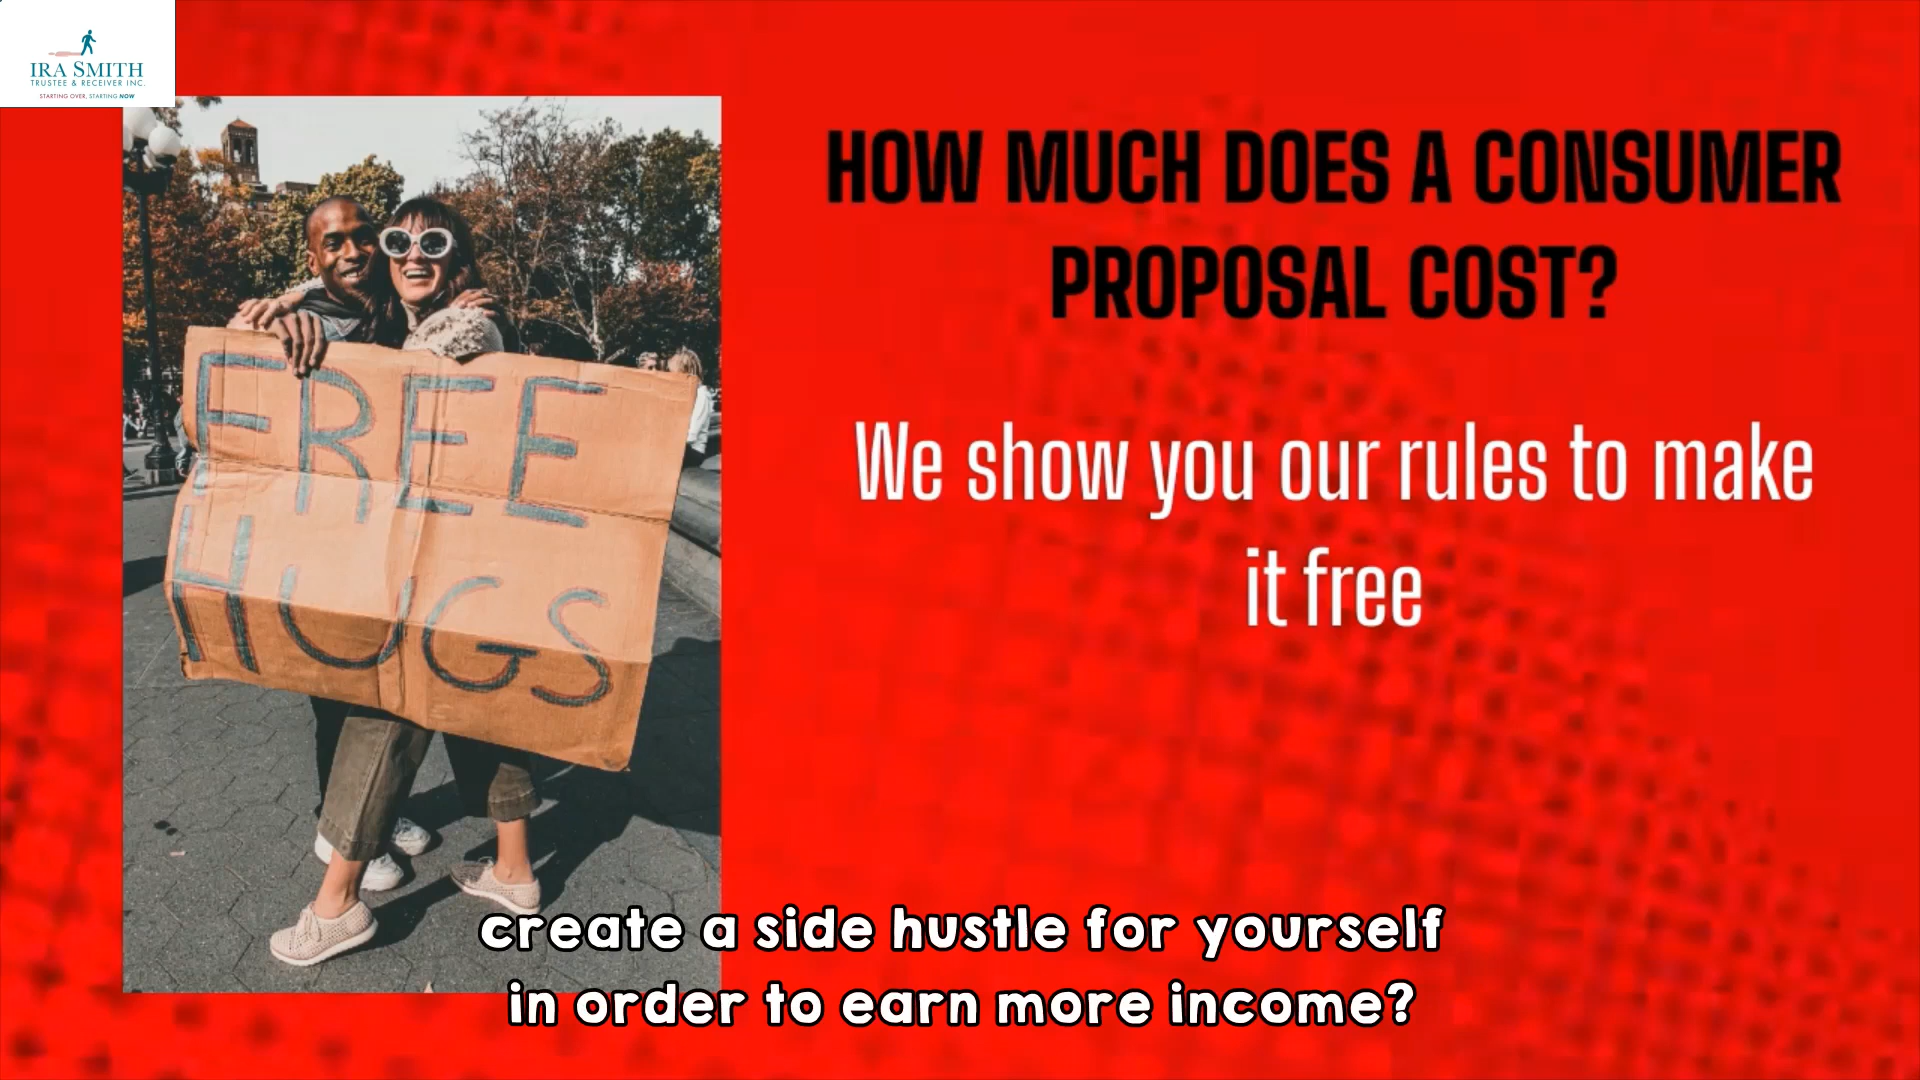 IRA SMITH
TRUSTEE & RECEIVER INC.
STARTING OVER, STARTING NOW
HOW MUCH DOES A CONSUMER
PROPOSAL COST?
We show you our rules to make
it free
FREE
HUGS
create a side hustle for yourself
in order to earn more income?